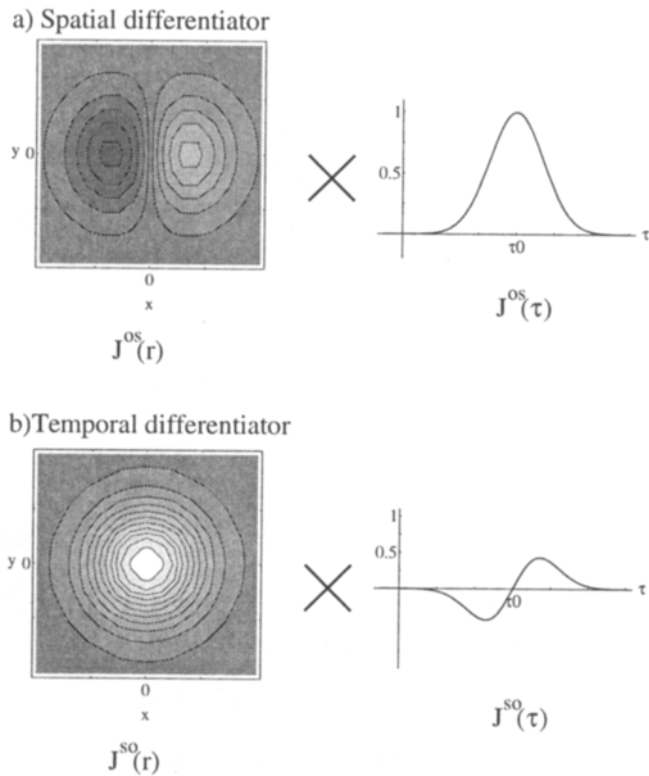 a) Spatial differentiator
y 0
0
x
J^os(r)
1
0.5
τ0
τ
J^os(τ)
b)Temporal differentiator
y 0
0
x
J^so(r)
1
0.5
τ0
τ
J^so(τ)